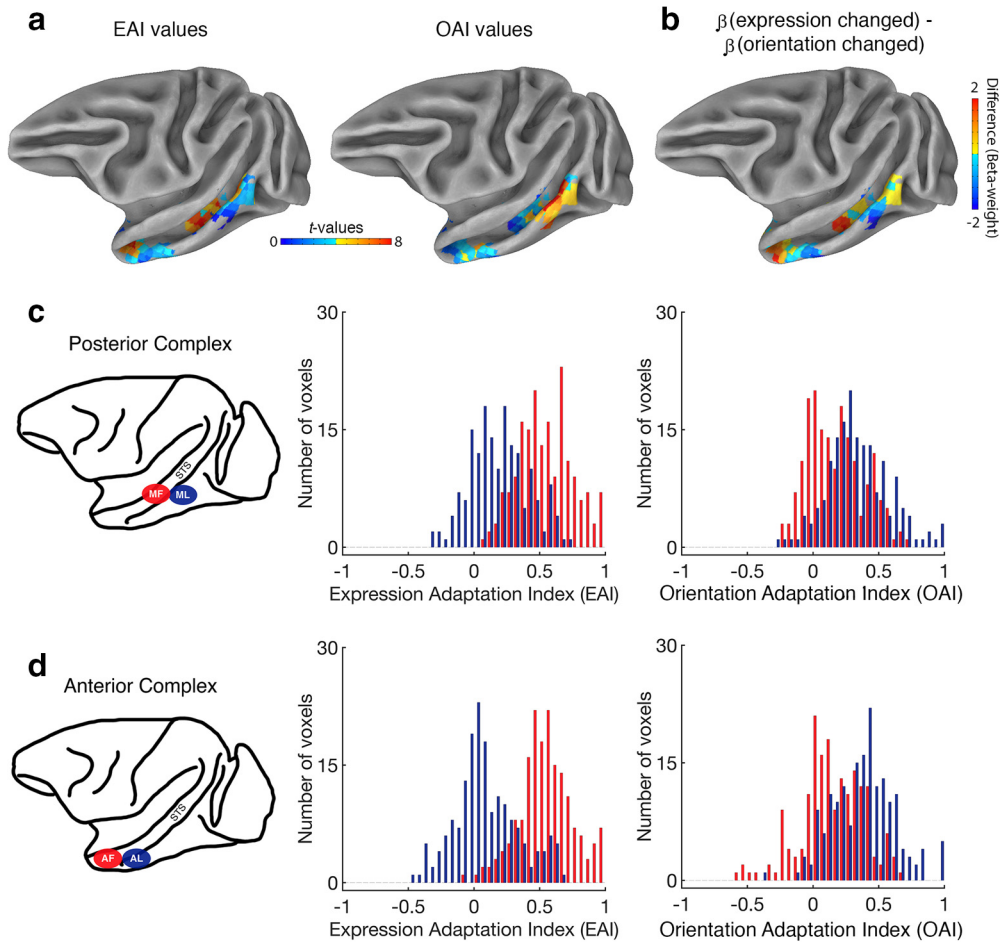 a
EAI values
OAI values
b
β(expression changed) -
β(orientation changed)
2
-2
Difference (Beta-weight)
t-values
0
8
c
Posterior Complex
STS
MF
ML
30
15
0
Number of voxels
-1
-0.5
0
0.5
1
Expression Adaptation Index (EAI)
30
15
0
Number of voxels
-1
-0.5
0
0.5
1
Orientation Adaptation Index (OAI)
d
Anterior Complex
STS
AF
AL
30
15
0
Number of voxels
-1
-0.5
0
0.5
1
Expression Adaptation Index (EAI)
30
15
0
Number of voxels
-1
-0.5
0
0.5
1
Orientation Adaptation Index (OAI)